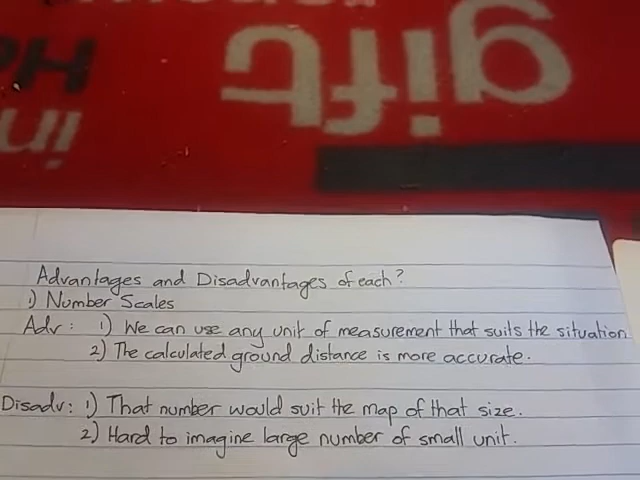 gift
in
Advantages and Disadvantages of each?
1) Number Scales
Adv: 1) We can use any unit of measurement that suits the situation
2) The calculated ground distance is more accurate.
Disadv: 1) That number would suit the map of that size.
2) Hard to imagine large number of small unit.